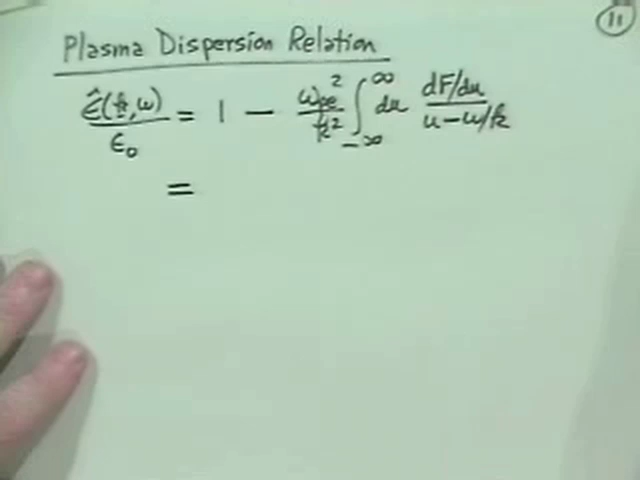 11
Plasma Dispersion Relation
ε̂(k,ω)/ε₀ = 1 − ωpe²/k² ∫_{−∞}^{∞} du (dF/du)/(u−ω/k)
=